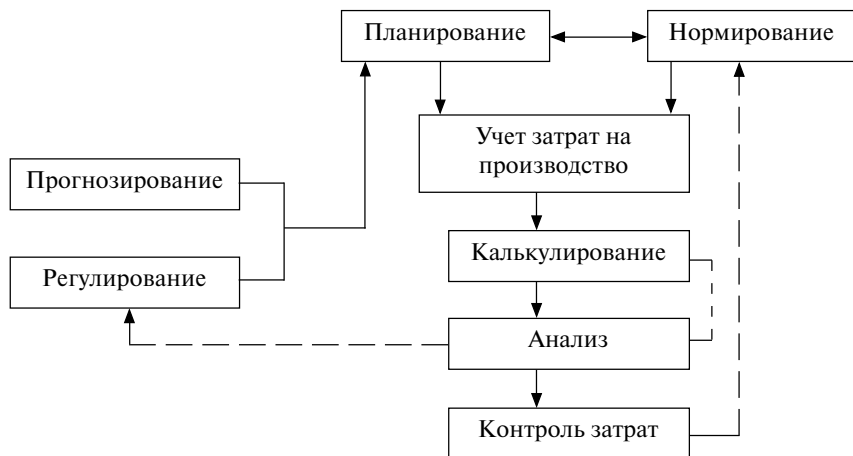 Планирование
Нормирование
Учет затрат на
производство
Прогнозирование
Калькулирование
Регулирование
Анализ
Контроль затрат